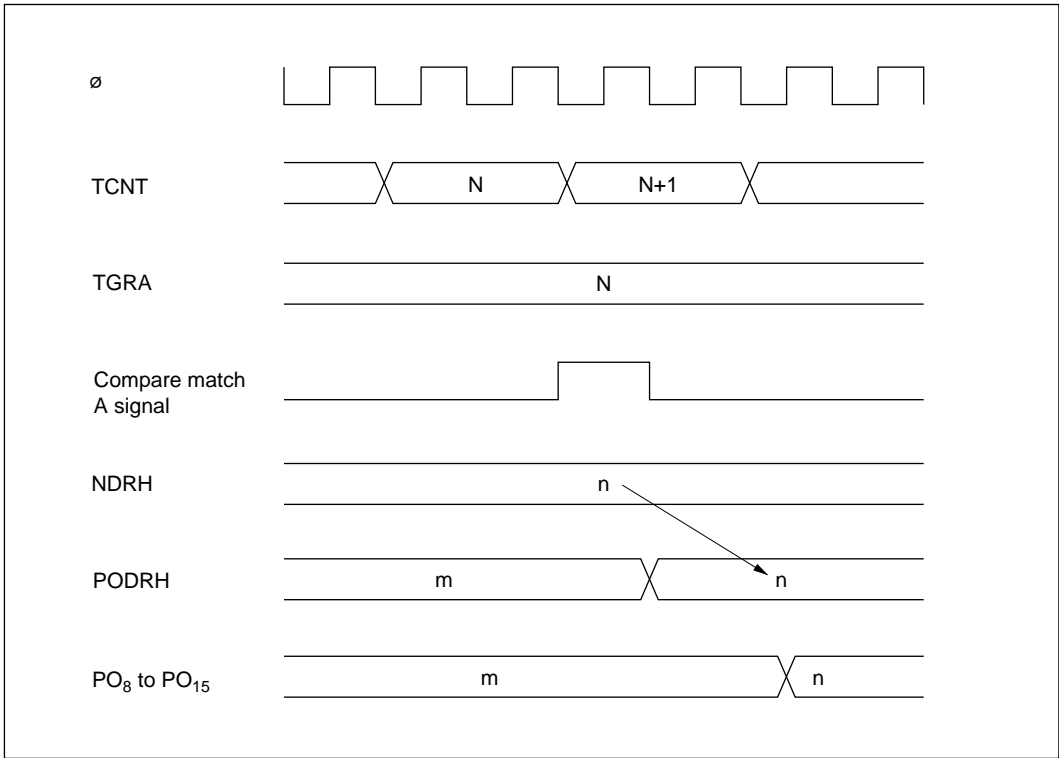 ø
TCNT N N+1
TGRA N
Compare match
A signal
NDRH n
PODRH m n
PO8 to PO15 m n